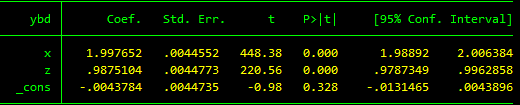 ybd Coef. Std. Err. t P>|t| [95% Conf. Interval]
x 1.997652 .0044552 448.38 0.000 1.98892 2.006384
z .9875104 .0044773 220.56 0.000 .9787349 .9962858
_cons -.0043784 .0044735 -0.98 0.328 -.0131465 .0043896